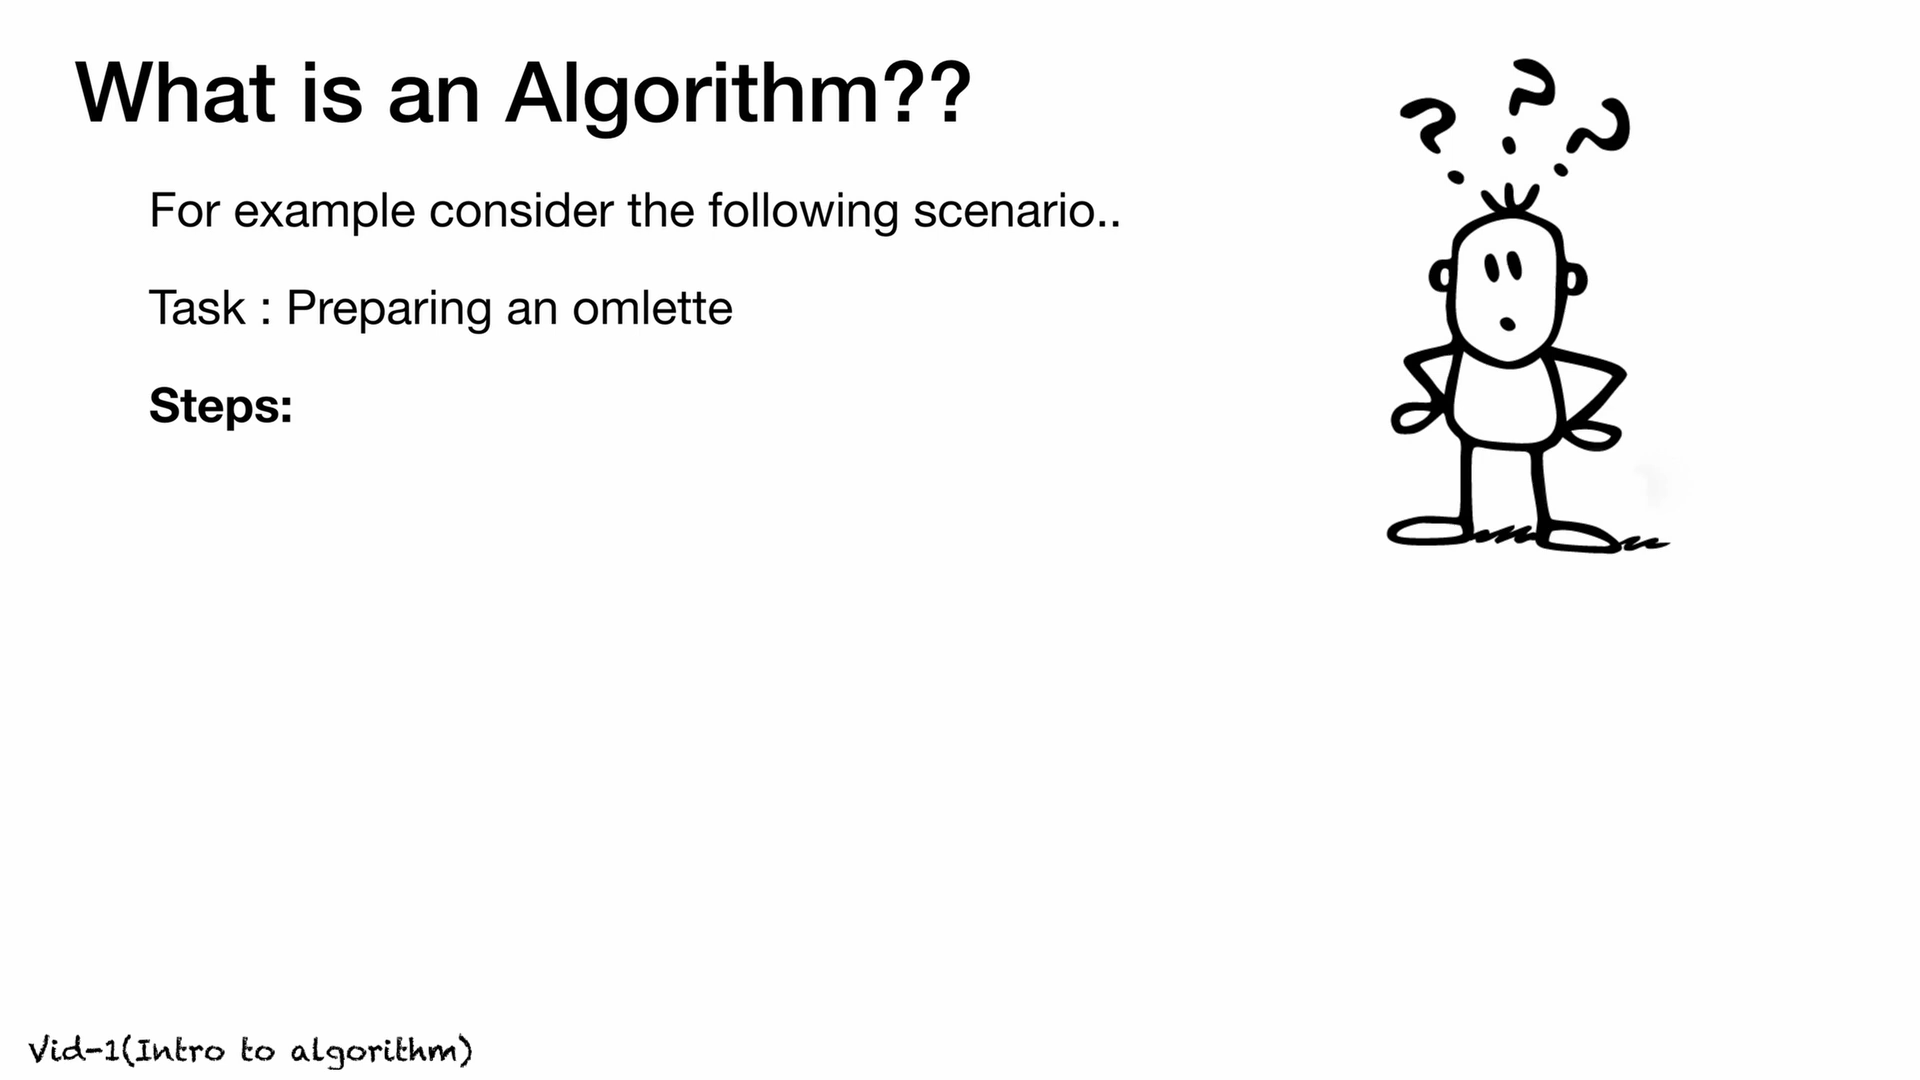 What is an Algorithm??
For example consider the following scenario..
Task : Preparing an omlette
Steps:
Vid-1(Intro to algorithm)